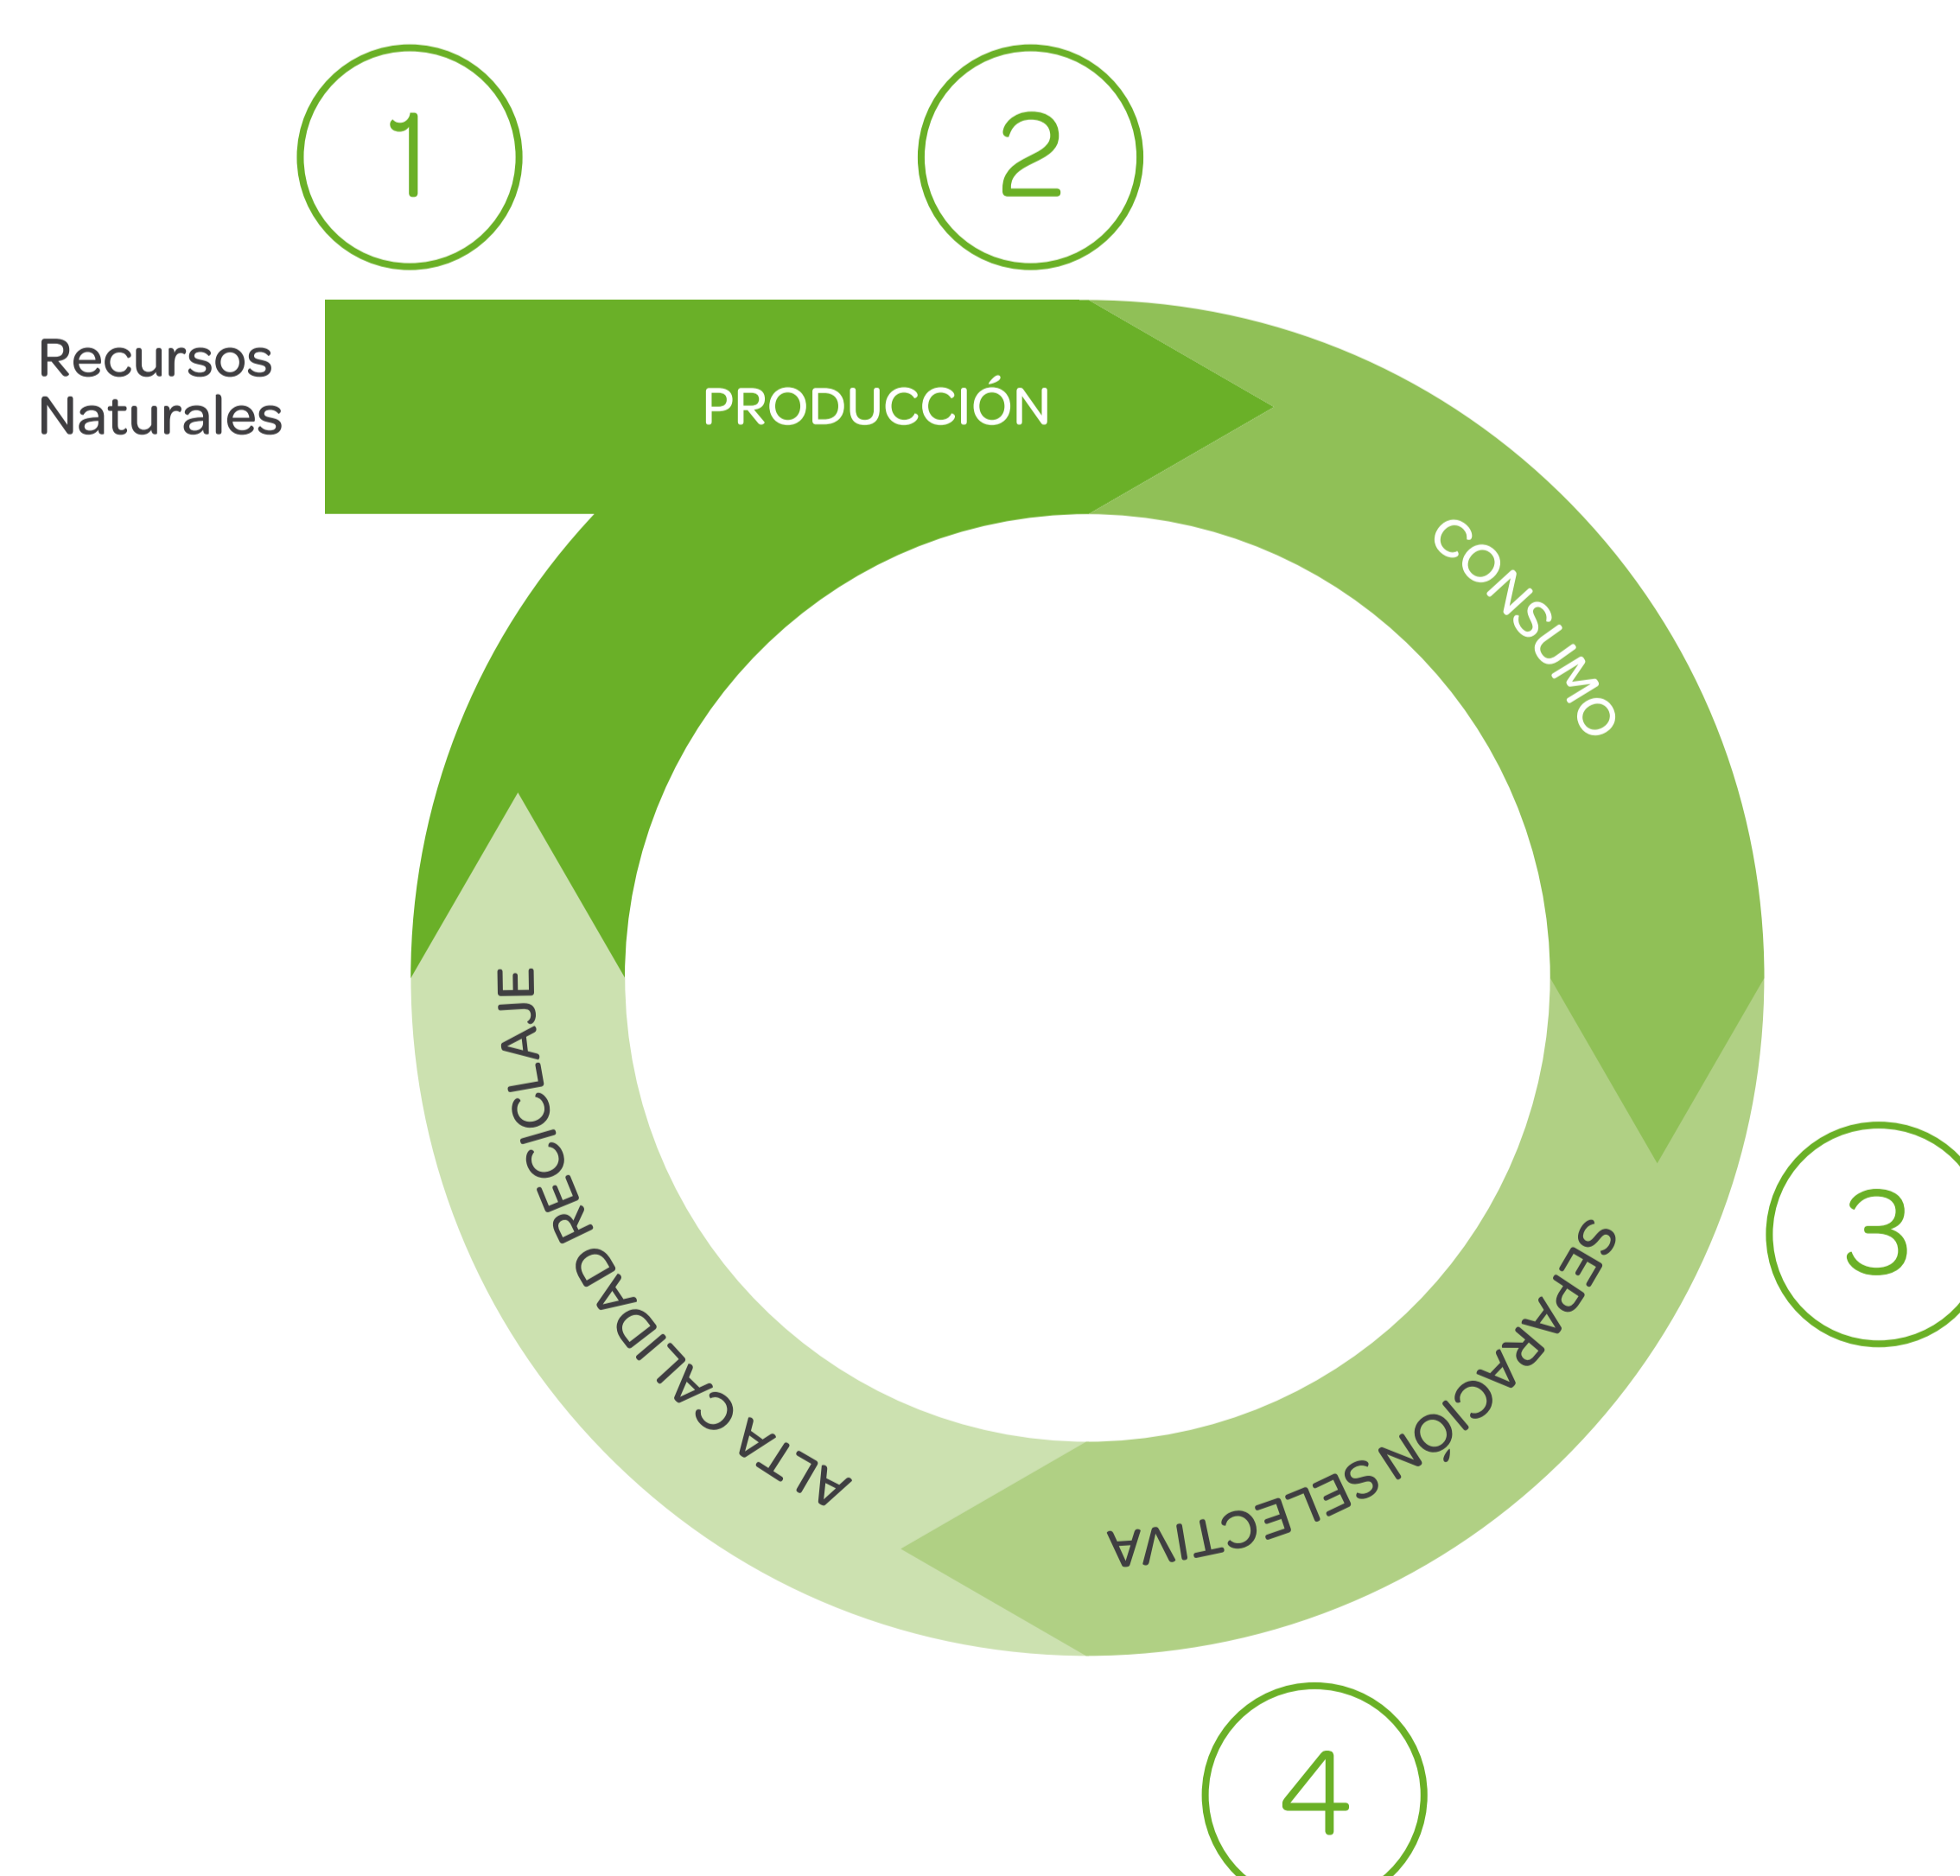 1
2
Recursos
Naturales
PRODUCCIÓN
CONSUMO
3
SEPARACIÓN SELECTIVA
ALTA CALIDAD RECICLAJE
4